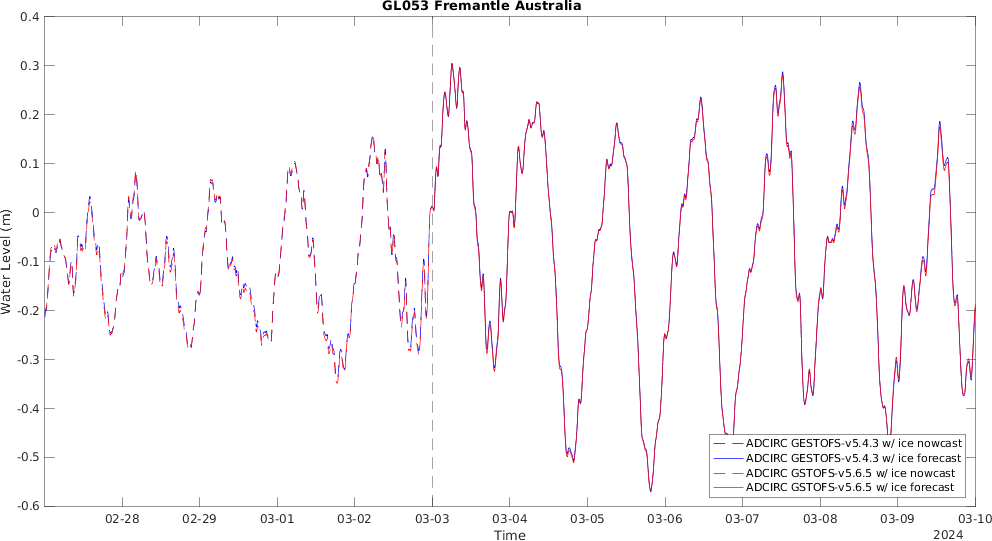 GL053 Fremantle Australia
0.4
0.3
0.2
0.1
0
-0.1
-0.2
-0.3
-0.4
-0.5
-0.6
Water Level (m)
ADCIRC GESTOFS-v5.4.3 w/ ice nowcast
ADCIRC GESTOFS-v5.4.3 w/ ice forecast
ADCIRC GSTOFS-v5.6.5 w/ ice nowcast
ADCIRC GSTOFS-v5.6.5 w/ ice forecast
02-28 02-29 03-01 03-02 03-03 03-04 03-05 03-06 03-07 03-08 03-09 03-10
Time
2024